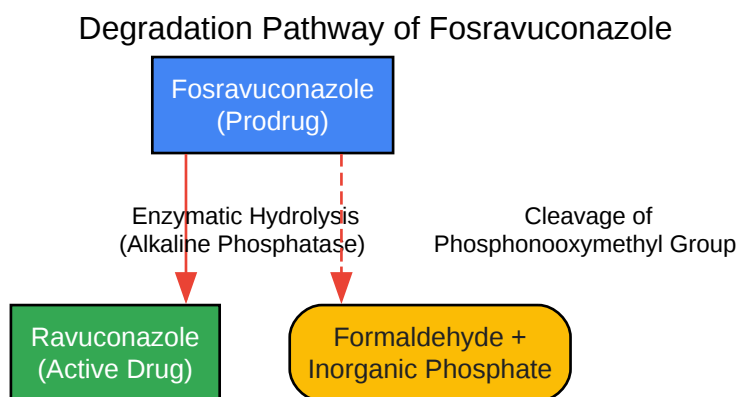 Degradation Pathway of Fosravuconazole
Fosravuconazole
(Prodrug)
Enzymatic Hydrolysis
(Alkaline Phosphatase)
Cleavage of
Phosphonooxymethyl Group
Ravuconazole
(Active Drug)
Formaldehyde +
Inorganic Phosphate